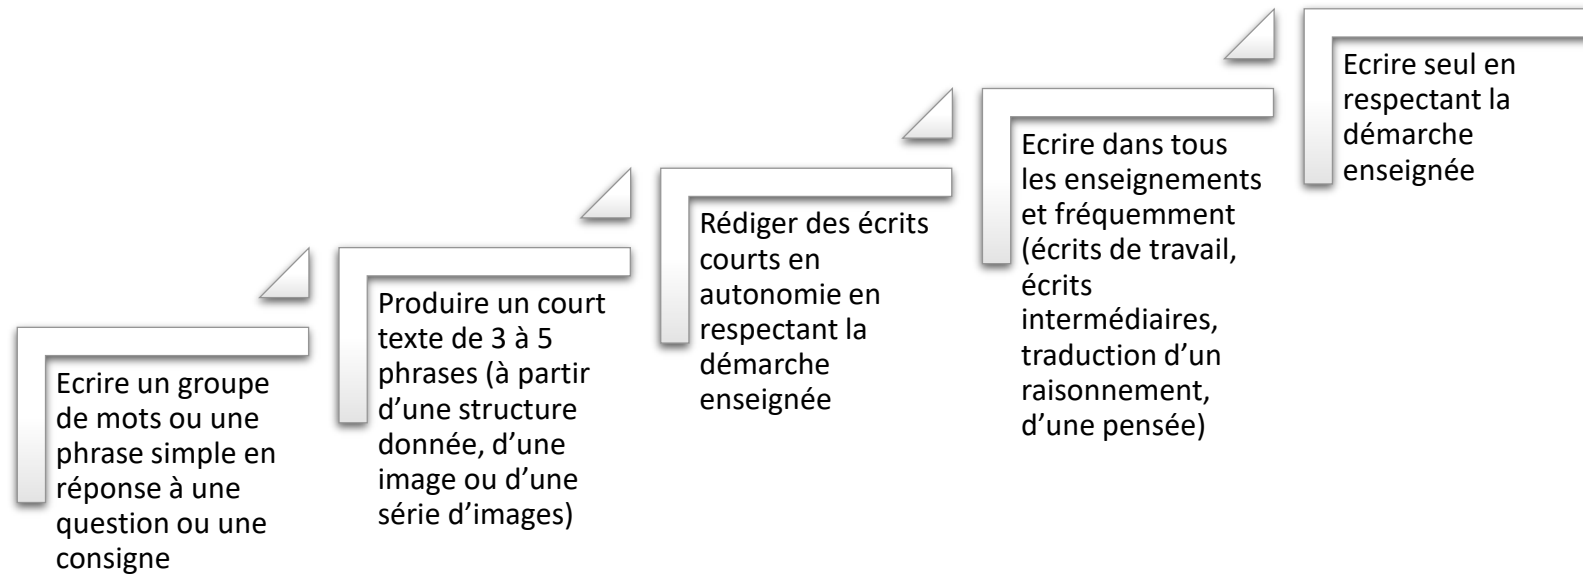 Ecrire un groupe
de mots ou une
phrase simple en
réponse à une
question ou une
consigne
Produire un court
texte de 3 à 5
phrases (à partir
d’une structure
donnée, d’une
image ou d’une
série d’images)
Rédiger des écrits
courts en
autonomie en
respectant la
démarche
enseignée
Ecrire dans tous
les enseignements
et fréquemment
(écrits de travail,
écrits
intermédiaires,
traduction d’un
raisonnement,
d’une pensée)
Ecrire seul en
respectant la
démarche
enseignée